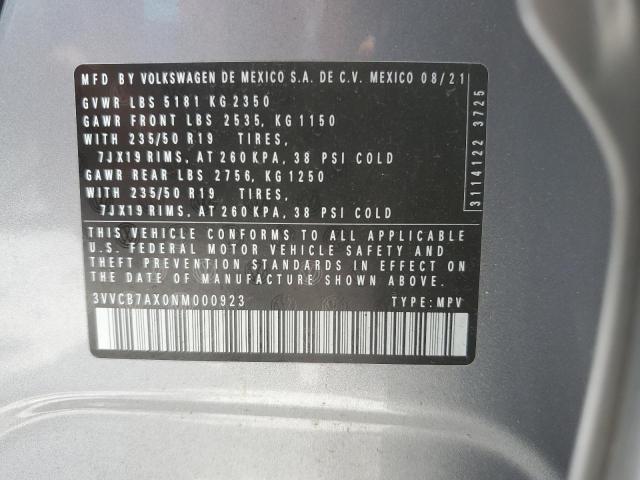 MFD BY VOLKSWAGEN DE MEXICO S.A. DE C.V. MEXICO 08/21
GVWR LBS 5181 KG 2350
GAWR FRONT LBS 2535, KG 1150
WITH 235/50 R19 TIRES,
7JX19 RIMS, AT 260 KPA, 38 PSI COLD
GAWR REAR LBS 2756, KG 1250
WITH 235/50 R19 TIRES,
7JX19 RIMS, AT 260 KPA, 38 PSI COLD
3114122 3725
THIS VEHICLE CONFORMS TO ALL APPLICABLE
U.S. FEDERAL MOTOR VEHICLE SAFETY AND
THEFT PREVENTION STANDARDS IN EFFECT ON
THE DATE OF MANUFACTURE SHOWN ABOVE
3VVCB7AX0NM000923 TYPE: MPV